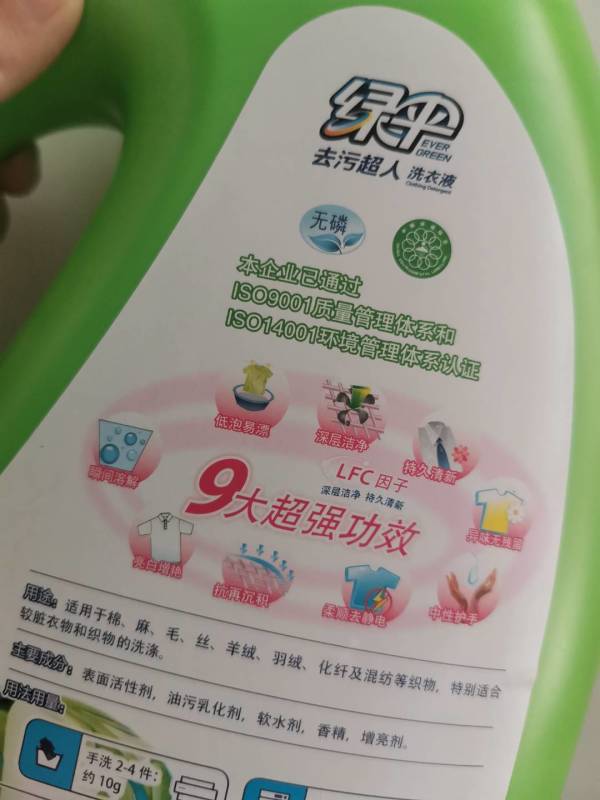 绿伞
EVER
GREEN
去污超人 洗衣液
Clothing Detergent
无磷
本企业已通过
ISO9001质量管理体系和
ISO14001环境管理体系认证
低泡易漂
深层洁净
持久清新
瞬间溶解
LFC 因子
深层洁净 持久清新
9大超强功效
异味无残留
亮白增艳
抗再沉积
柔顺去静电
中性护手
用途：适用于棉、麻、毛、丝、羊绒、羽绒、化纤及混纺等织物，特别适合
较脏衣物和织物的洗涤。
主要成分：表面活性剂，油污乳化剂，软水剂，香精，增亮剂。
用法用量：
手洗 2-4 件：
约 10g